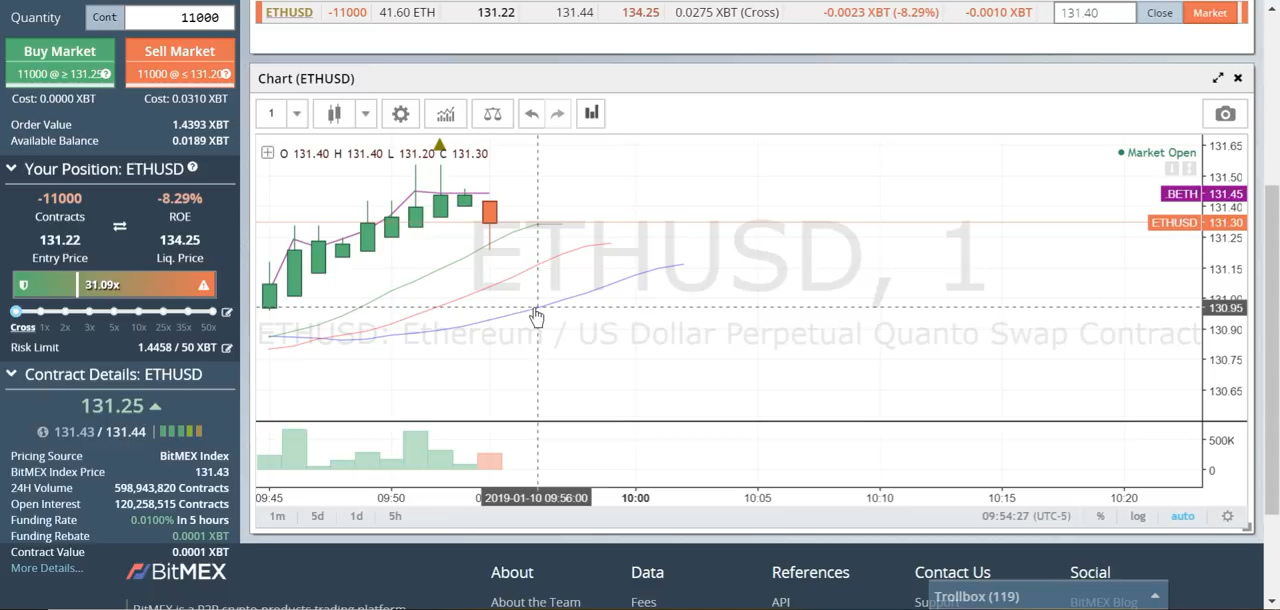 Quantity Cont 11000
Buy Market Sell Market
11000 @ ≥ 131.25 11000 @ ≤ 131.20
Cost: 0.0000 XBT Cost: 0.0310 XBT
Order Value 1.4393 XBT
Available Balance 0.0189 XBT
Your Position: ETHUSD
-11000 -8.29%
Contracts ROE
131.22 134.25
Entry Price Liq. Price
31.09x
Cross 1x 2x 3x 5x 10x 25x 35x 50x
Risk Limit 1.4458 / 50 XBT
Contract Details: ETHUSD
131.25
131.43 / 131.44
Pricing Source BitMEX Index
BitMEX Index Price 131.43
24H Volume 598,943,820 Contracts
Open Interest 120,258,515 Contracts
Funding Rate 0.0100% In 5 hours
Funding Rebate 0.0001 XBT
Contract Value 0.0001 XBT
More Details...
ETHUSD -11000 41.60 ETH 131.22 131.44 134.25 0.0275 XBT (Cross) -0.0023 XBT (-8.29%) -0.0010 XBT 131.40 Close Market
Chart (ETHUSD)
1
O 131.40 H 131.40 L 131.20 C 131.30
Market Open
ETHUSD, 1
ETHUSD: Ethereum / US Dollar Perpetual Quanto Swap Contract
131.65
131.50
BETH 131.45
131.40
ETHUSD 131.30
131.25
131.15
131.00
130.95
130.90
130.75
130.65
500K
0
09:45 09:50 2019-01-10 09:56:00 10:00 10:05 10:10 10:15 10:20
1m 5d 1d 5h 09:54:27 (UTC-5) % log auto
BitMEX
BitMEX is a P2P crypto-products trading platform
About Data References Contact Us Social
About the Team Fees API BitMEX Blog
Trollbox (119)